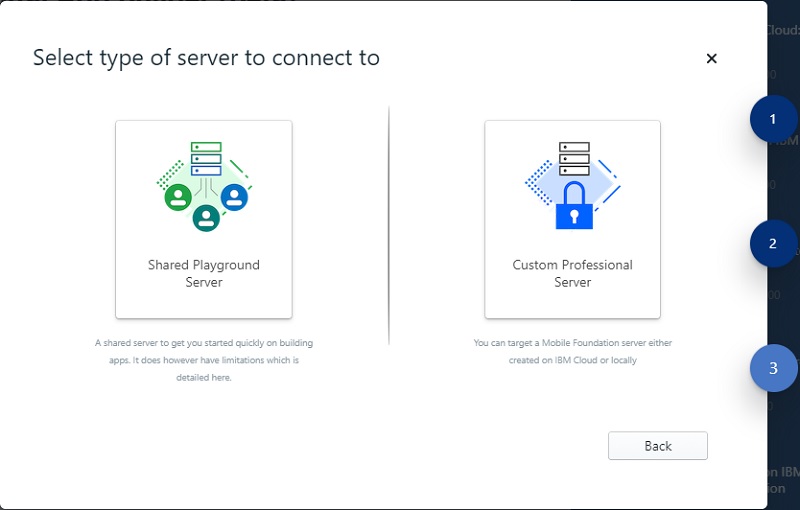 Select type of server to connect to
Cloud:
1
IBM
2
Shared Playground
Server
Custom Professional
Server
A shared server to get you started quickly on building
apps. It does however have limitations which is
detailed here.
You can target a Mobile Foundation server either
created on IBM Cloud or locally
3
Back
on IBM